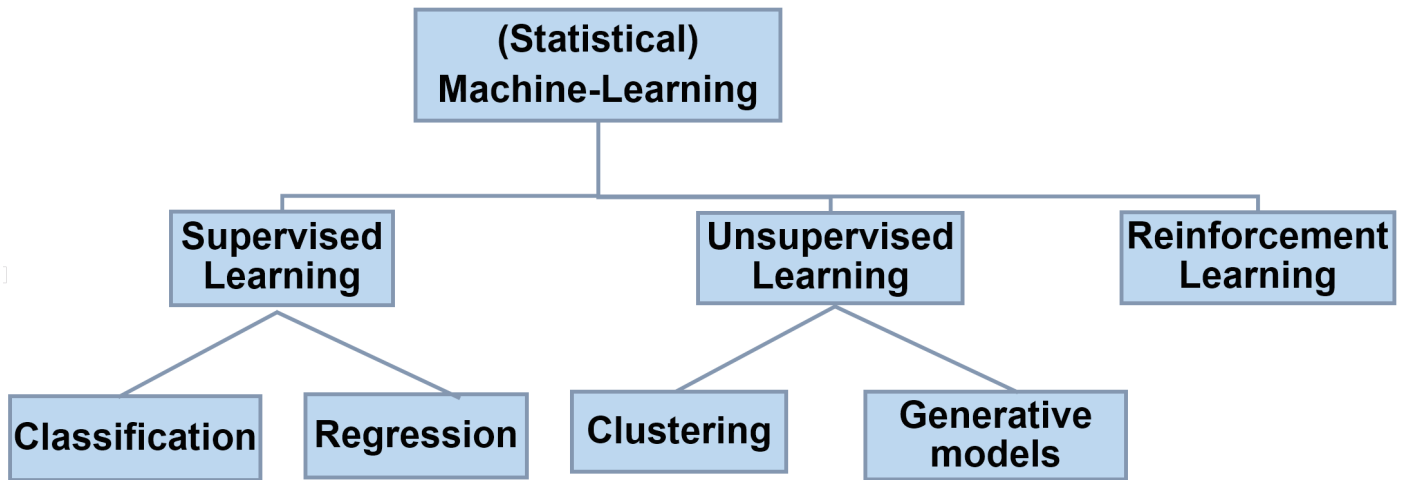 (Statistical)
Machine-Learning
Supervised
Learning
Unsupervised
Learning
Reinforcement
Learning
Classification
Regression
Clustering
Generative
models